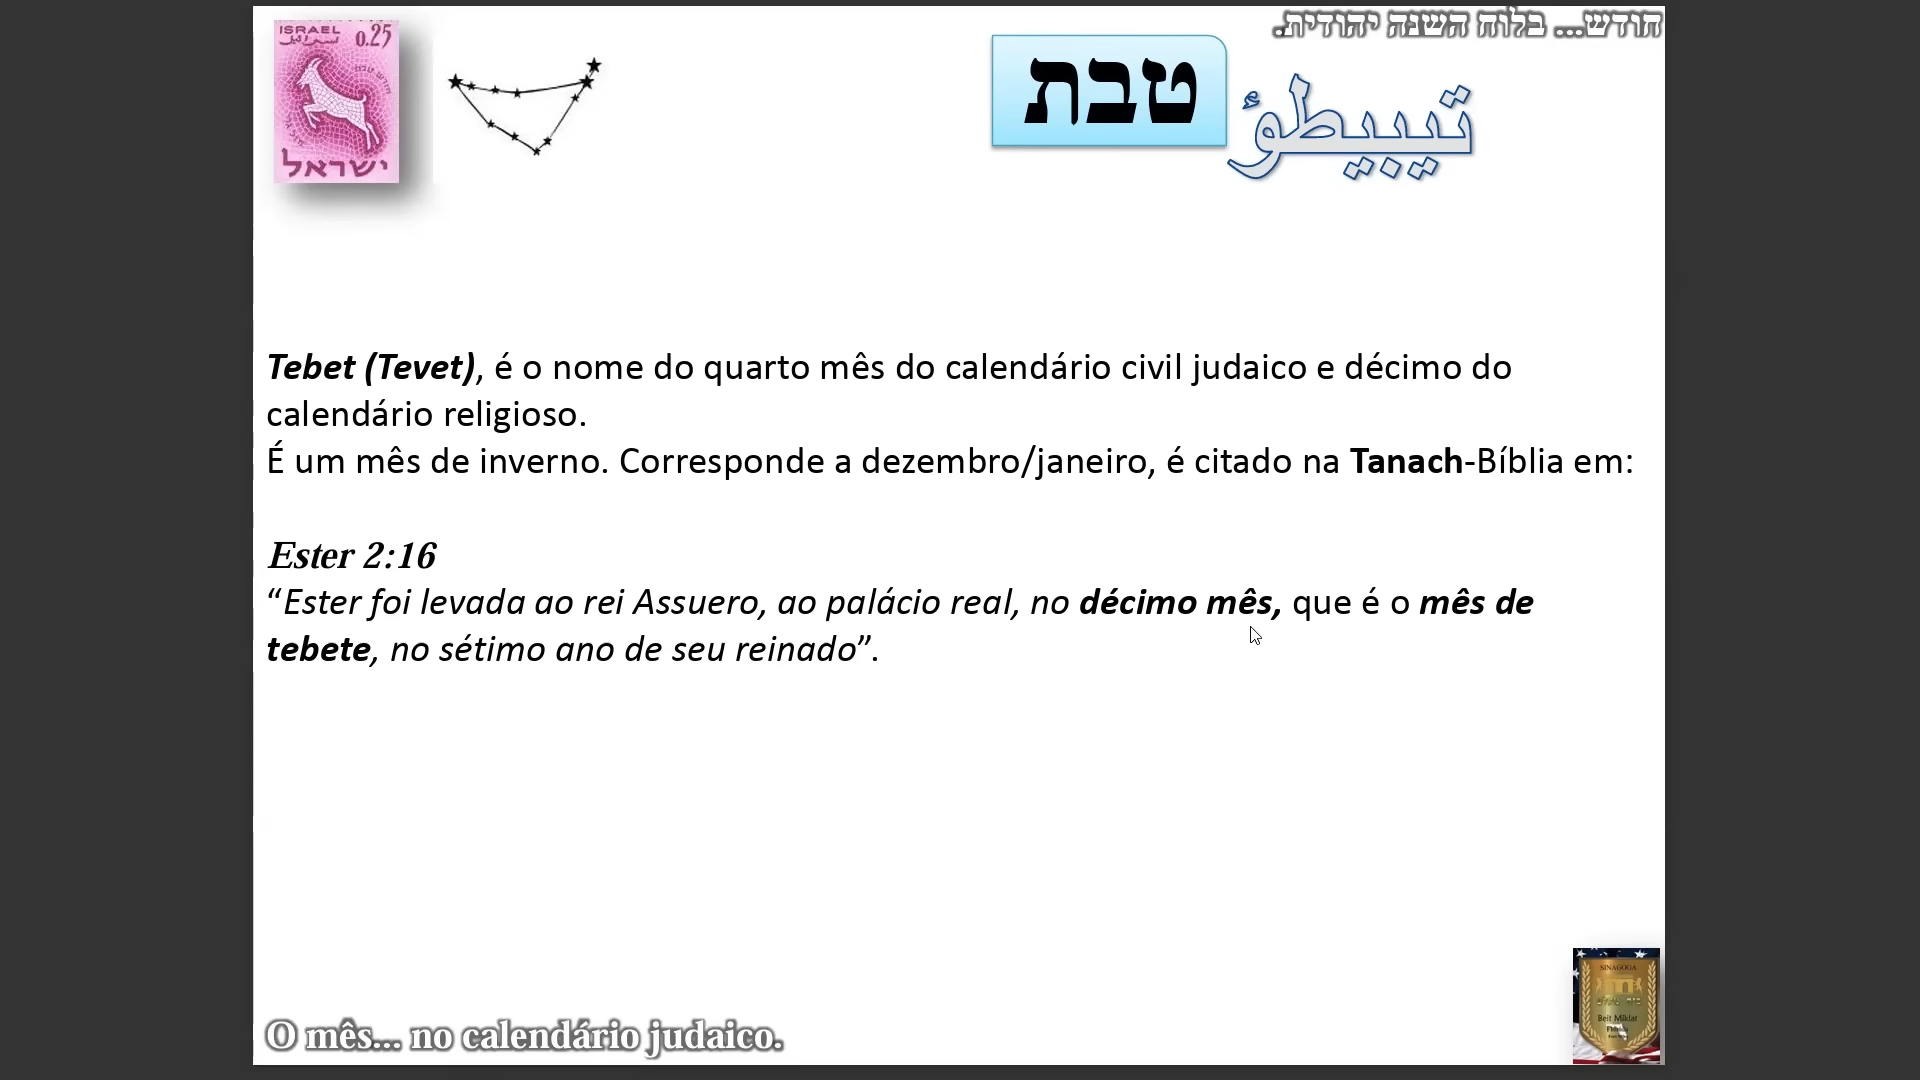 חודש... בלוח השנה יהודית.
ISRAEL 0.25
اسرائيل
ישראל
טבת
تيبيطؤ
Tebet (Tevet), é o nome do quarto mês do calendário civil judaico e décimo do
calendário religioso.
É um mês de inverno. Corresponde a dezembro/janeiro, é citado na Tanach-Bíblia em:
Ester 2:16
“Ester foi levada ao rei Assuero, ao palácio real, no décimo mês, que é o mês de
tebete, no sétimo ano de seu reinado”.
SINAGOGA
Beit Miklat
O mês... no calendário judaico.